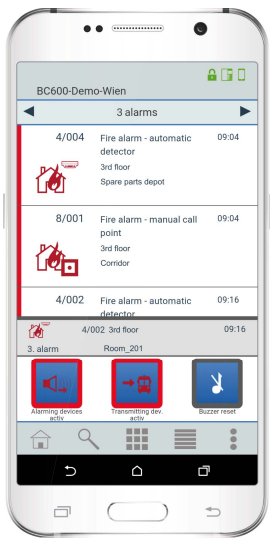 BC600-Demo-Wien
3 alarms
4/004 Fire alarm - automatic 09:04
detector
3rd floor
Spare parts depot
8/001 Fire alarm - manual call 09:04
point
3rd floor
Corridor
4/002 Fire alarm - automatic 09:16
detector
4/002 3rd floor 09:16
3. alarm Room_201
Alarming devices Transmitting dev. Buzzer reset
activ activ